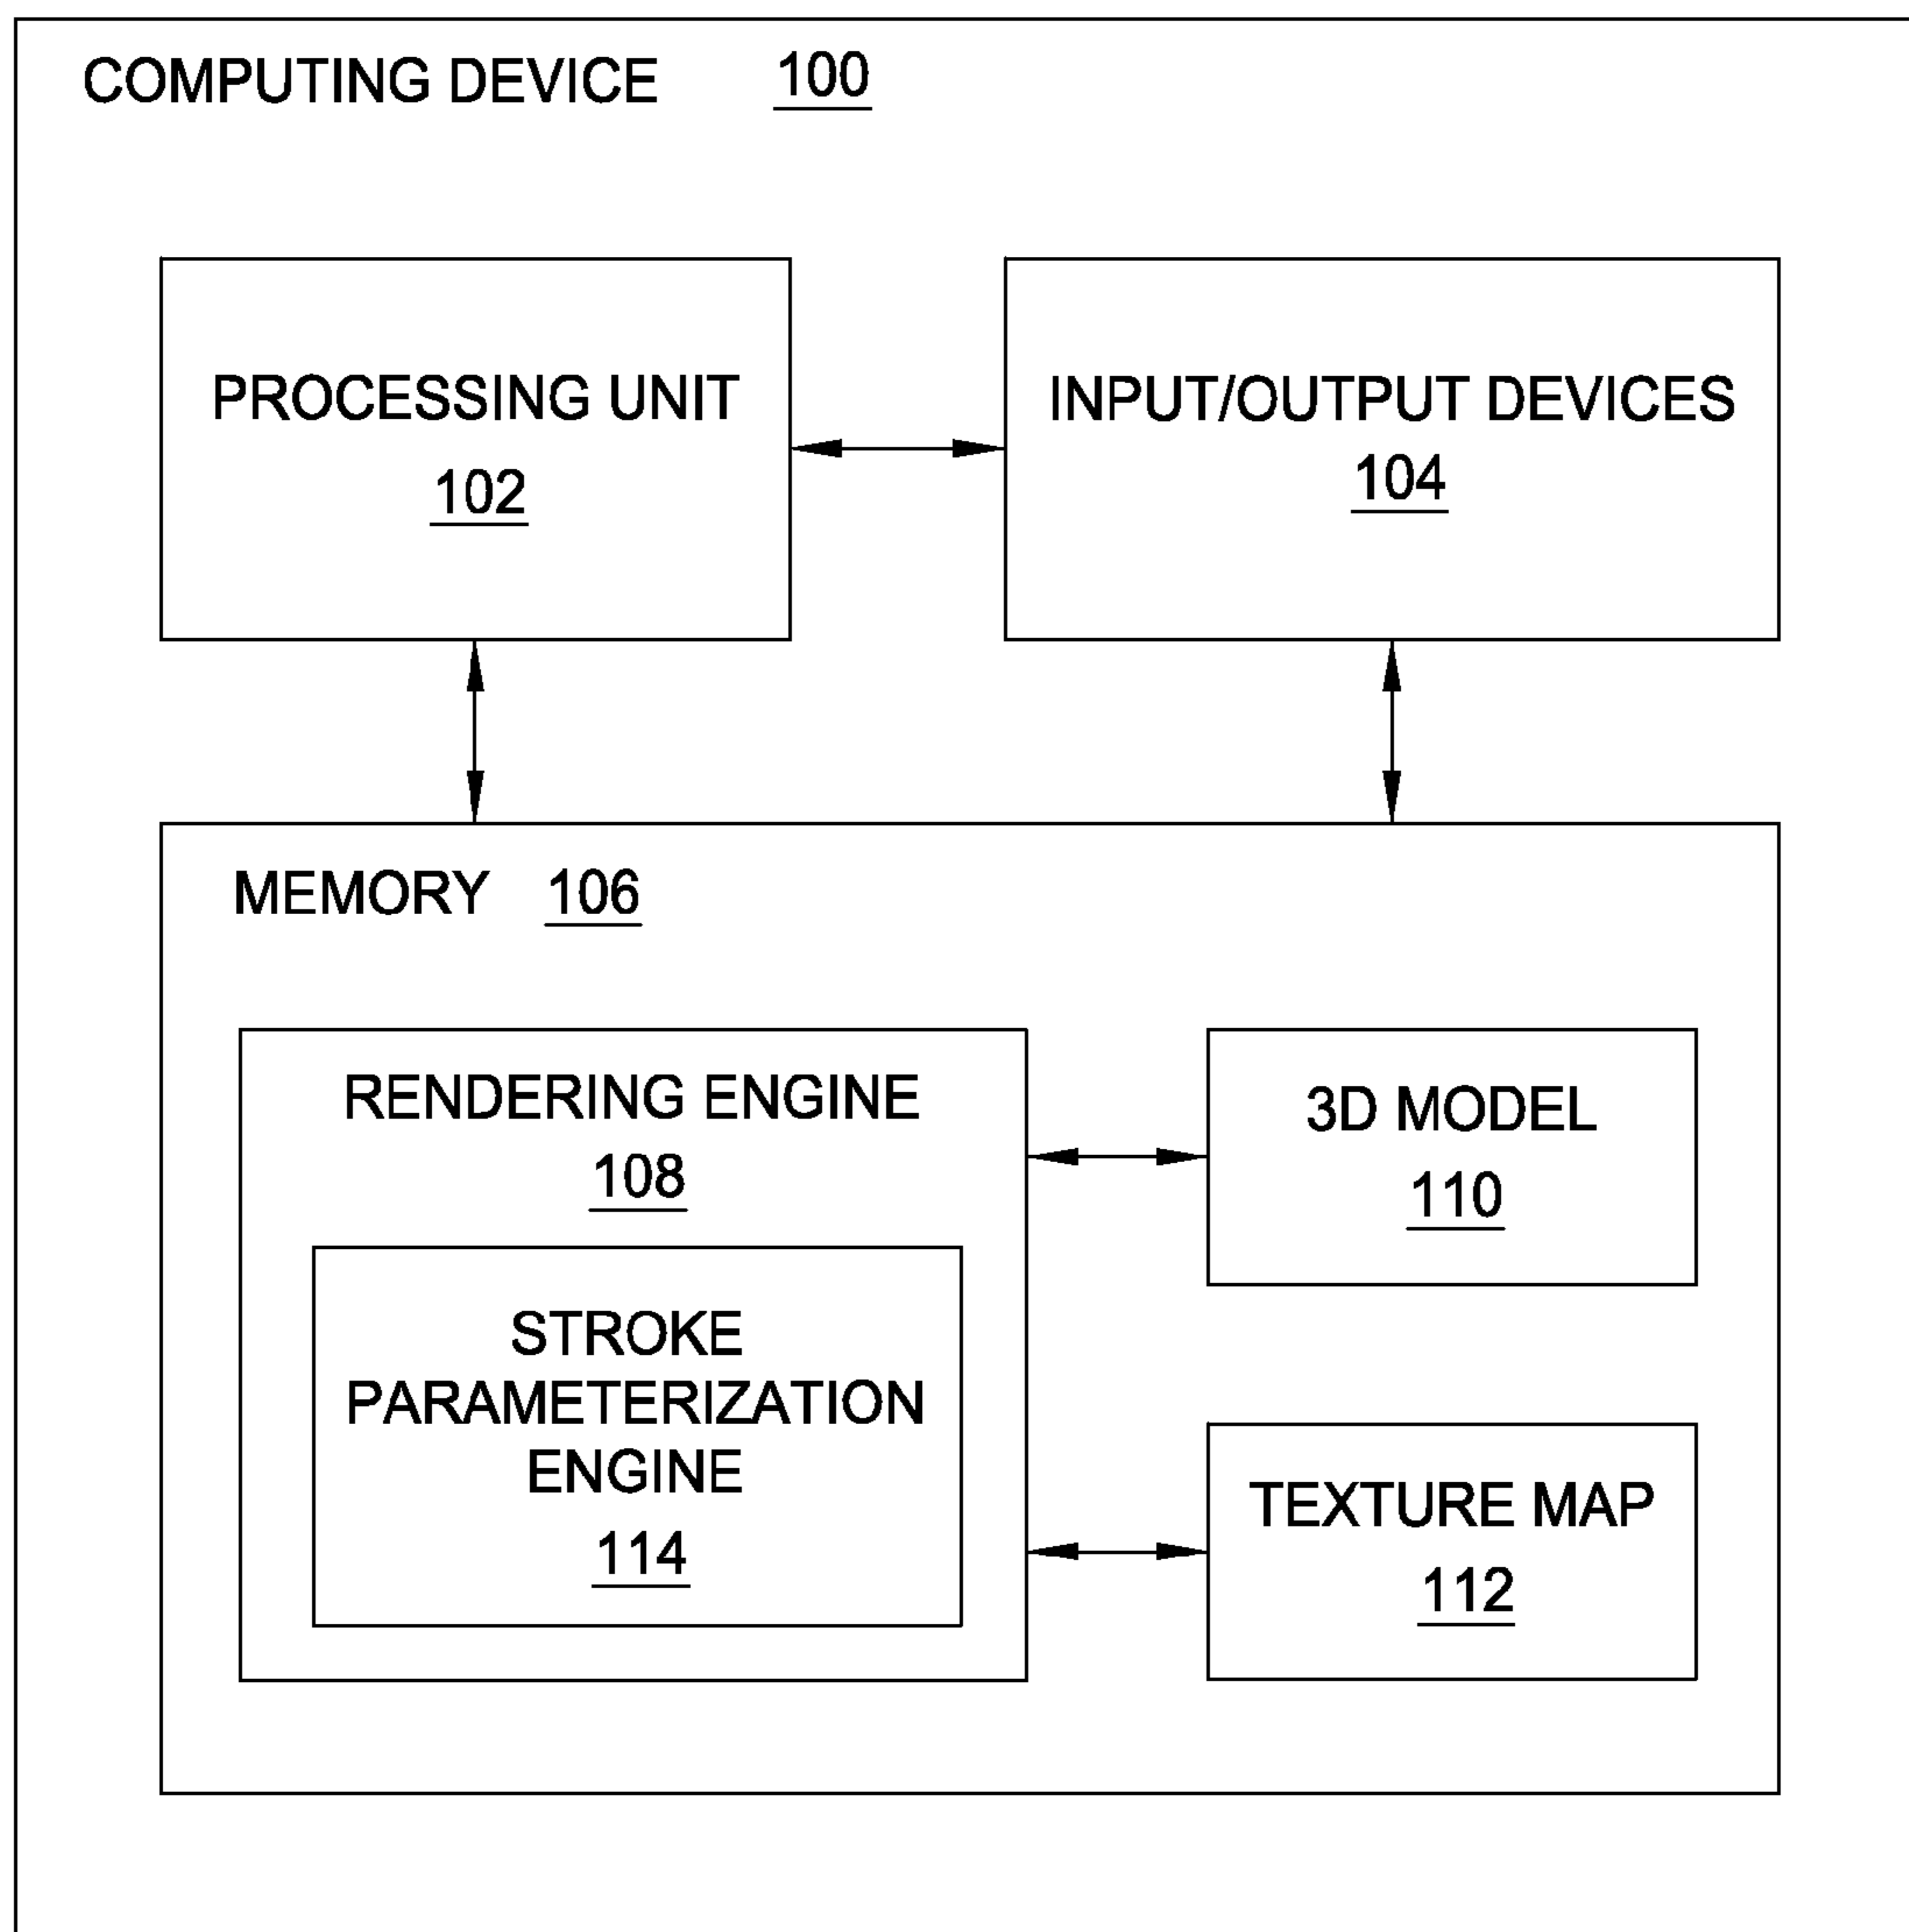 COMPUTING DEVICE 100
PROCESSING UNIT
102
INPUT/OUTPUT DEVICES
104
MEMORY 106
RENDERING ENGINE
108
STROKE
PARAMETERIZATION
ENGINE
114
3D MODEL
110
TEXTURE MAP
112